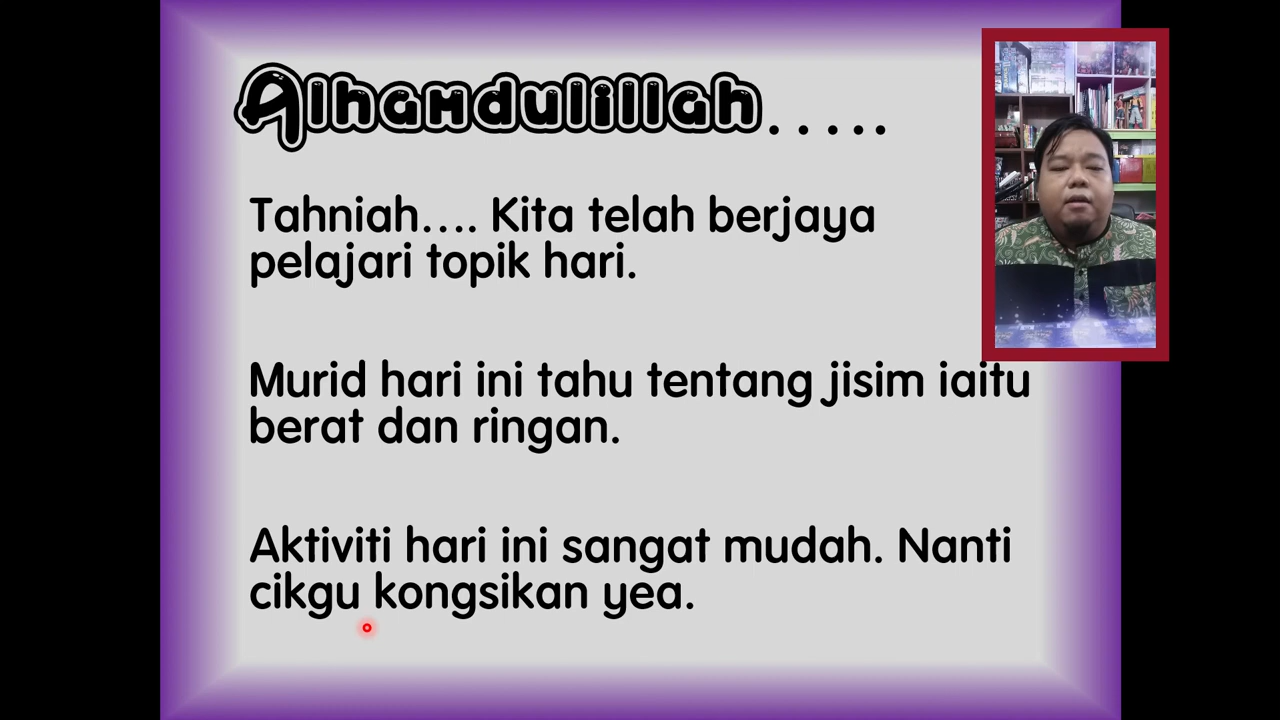 Alhamdulillah.....
Tahniah.... Kita telah berjaya
pelajari topik hari.
Murid hari ini tahu tentang jisim iaitu
berat dan ringan.
Aktiviti hari ini sangat mudah. Nanti
cikgu kongsikan yea.